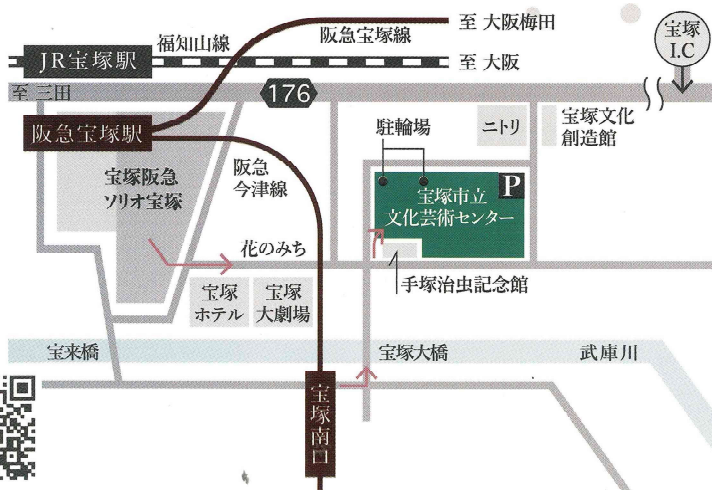 福知山線
阪急宝塚線
至 大阪梅田
宝塚
I.C
JR宝塚駅
至 大阪
至 三田
176
阪急宝塚駅
駐輪場
ニトリ
宝塚文化
創造館
宝塚阪急
ソリオ宝塚
阪急
今津線
P
宝塚市立
文化芸術センター
花のみち
手塚治虫記念館
宝塚
ホテル
宝塚
大劇場
宝来橋
宝塚大橋
武庫川
宝塚南口